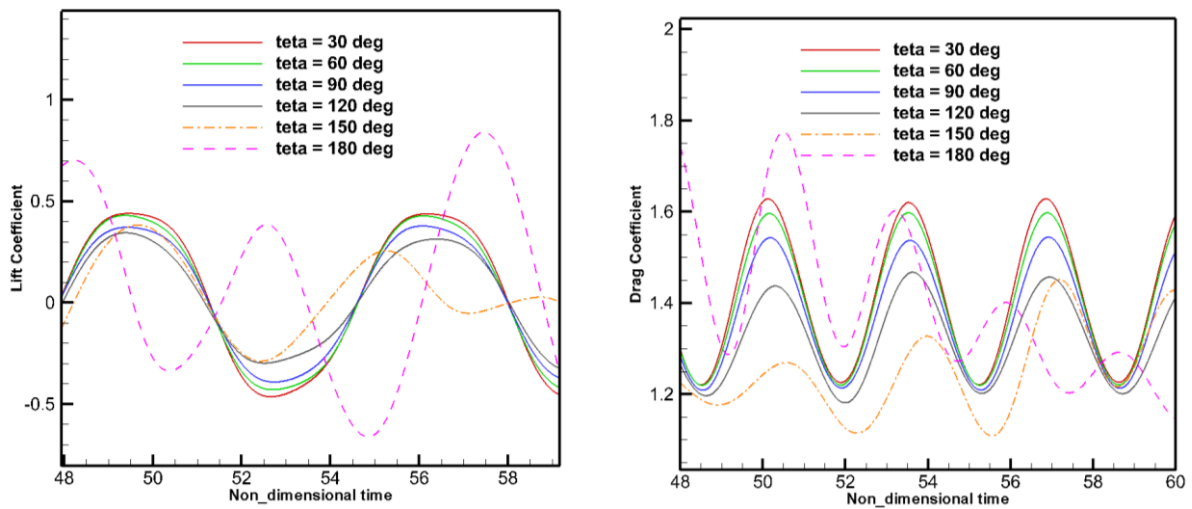 teta = 30 deg
teta = 60 deg
teta = 90 deg
teta = 120 deg
teta = 150 deg
teta = 180 deg
Lift Coefficient
1
0.5
0
-0.5
48 50 52 54 56 58
Non_dimensional time
teta = 30 deg
teta = 60 deg
teta = 90 deg
teta = 120 deg
teta = 150 deg
teta = 180 deg
Drag Coefficient
2
1.8
1.6
1.4
1.2
48 50 52 54 56 58 60
Non_dimensional time